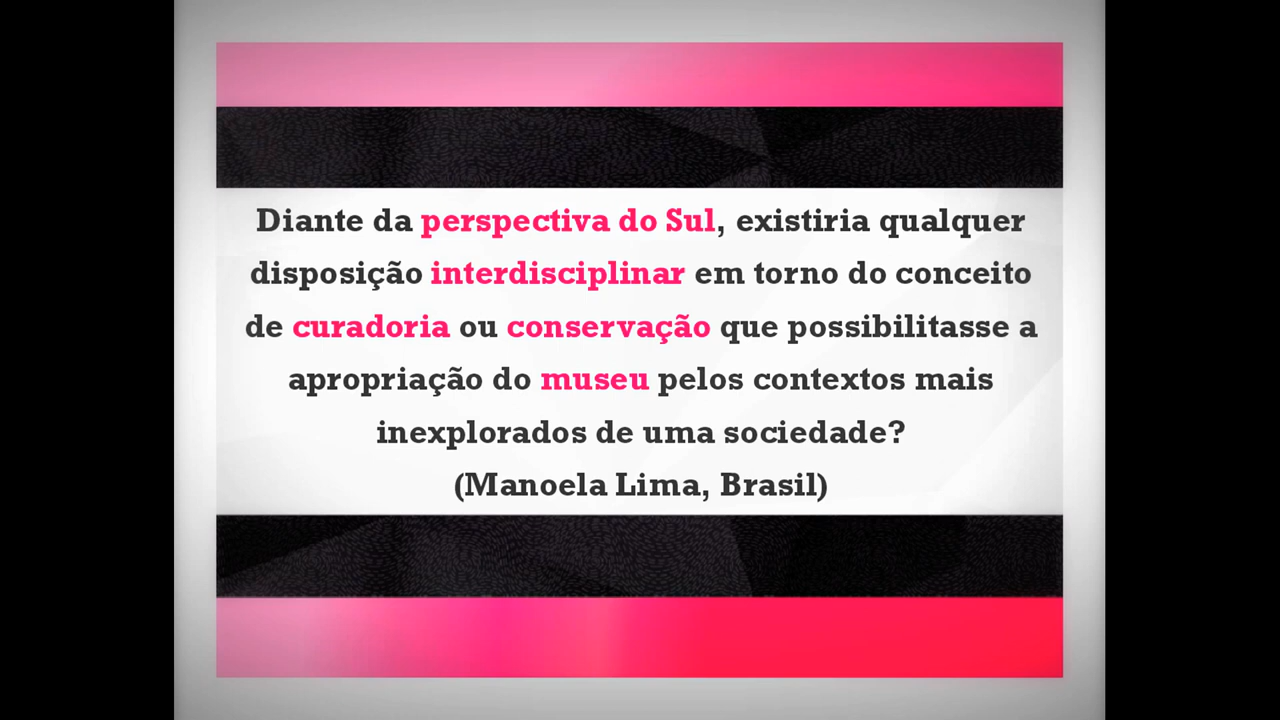 Diante da perspectiva do Sul, existiria qualquer
disposição interdisciplinar em torno do conceito
de curadoria ou conservação que possibilitasse a
apropriação do museu pelos contextos mais
inexplorados de uma sociedade?
(Manoela Lima, Brasil)